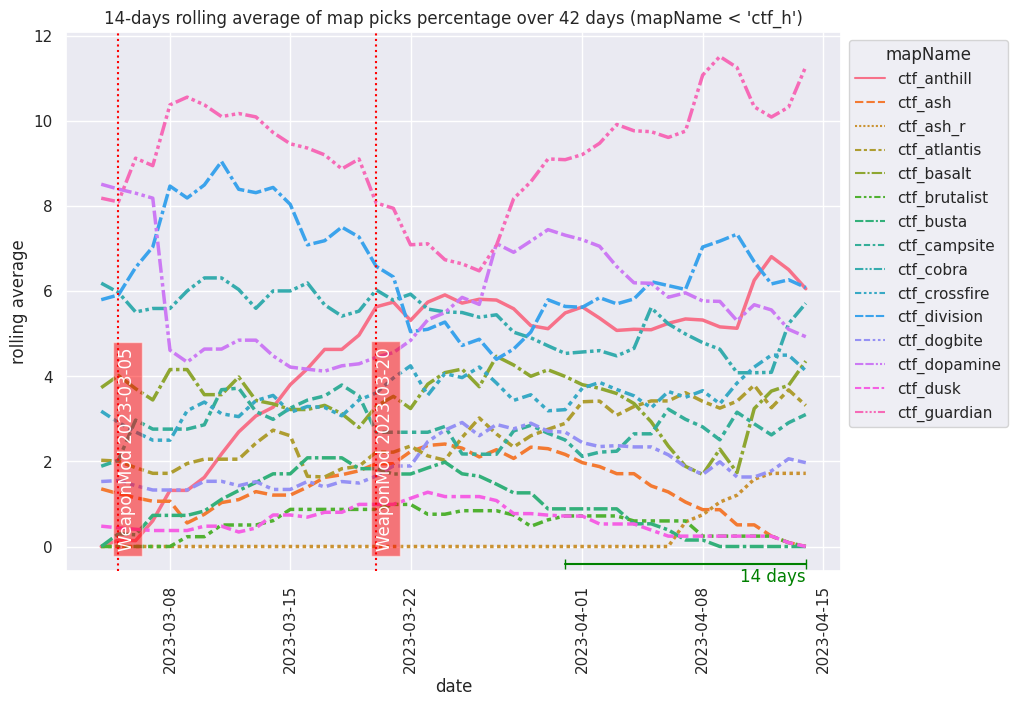 14-days rolling average of map picks percentage over 42 days (mapName < 'ctf_h')
12
10
8
6
4
2
0
rolling average
WeaponMod 2023-03-05
WeaponMod 2023-03-20
14 days
2023-03-08
2023-03-15
2023-03-22
2023-04-01
2023-04-08
2023-04-15
date
mapName
ctf_anthill
ctf_ash
ctf_ash_r
ctf_atlantis
ctf_basalt
ctf_brutalist
ctf_busta
ctf_campsite
ctf_cobra
ctf_crossfire
ctf_division
ctf_dogbite
ctf_dopamine
ctf_dusk
ctf_guardian